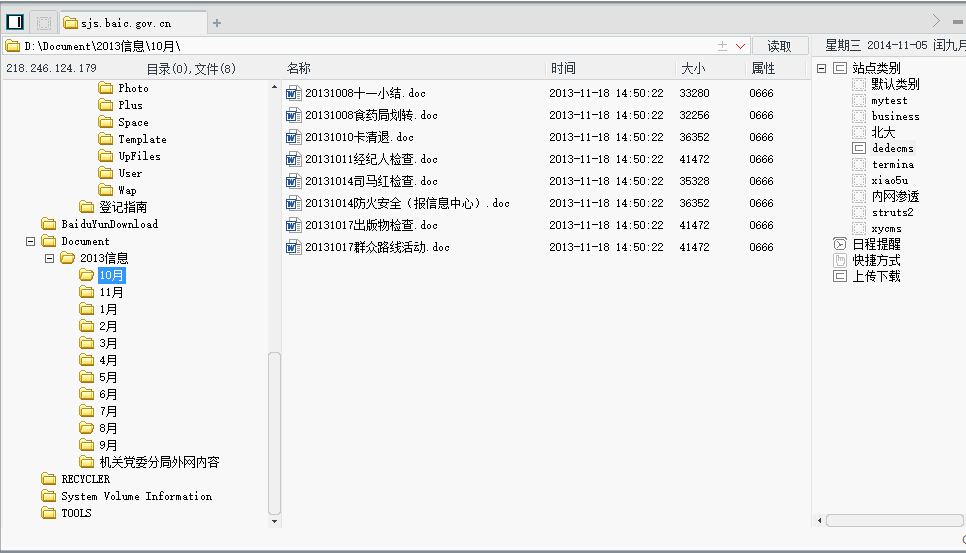 sjs.baic.gov.cn
D:\Document\2013信息\10月\
读取
星期三 2014-11-05 闰九月
218.246.124.179
目录(0),文件(8)
名称 时间 大小 属性
Photo
Plus
Space
Template
UpFiles
User
Wap
登记指南
BaiduYunDownload
Document
2013信息
10月
11月
1月
2月
3月
4月
5月
6月
7月
8月
9月
机关党委分局外网内容
RECYCLER
System Volume Information
TOOLS
20131008十一小结.doc 2013-11-18 14:50:22 33280 0666
20131008食药局划转.doc 2013-11-18 14:50:22 32256 0666
20131010卡清退.doc 2013-11-18 14:50:22 36352 0666
20131011经纪人检查.doc 2013-11-18 14:50:22 41472 0666
20131014司马红检查.doc 2013-11-18 14:50:22 35328 0666
20131014防火安全（报信息中心）.doc 2013-11-18 14:50:22 36352 0666
20131017出版物检查.doc 2013-11-18 14:50:22 41472 0666
20131017群众路线活动.doc 2013-11-18 14:50:22 41472 0666
站点类别
默认类别
mytest
business
北大
dedecms
termina
xiao5u
内网渗透
struts2
xycms
日程提醒
快捷方式
上传下载